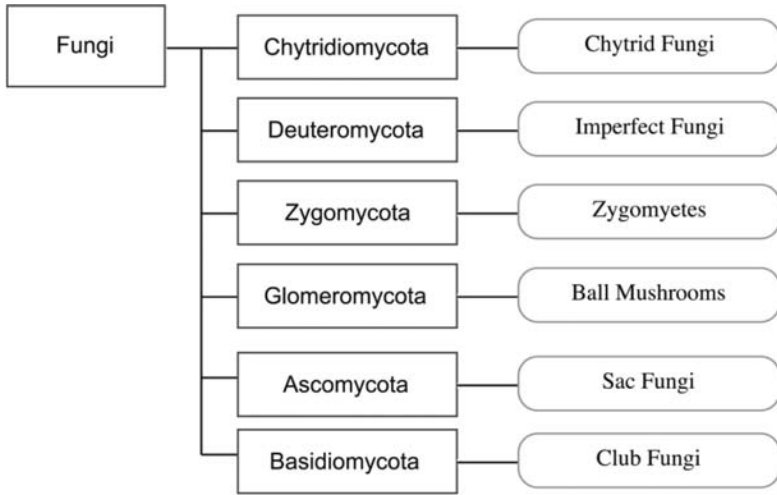 Fungi
Chytridiomycota
Chytrid Fungi
Deuteromycota
Imperfect Fungi
Zygomycota
Zygomyetes
Glomeromycota
Ball Mushrooms
Ascomycota
Sac Fungi
Basidiomycota
Club Fungi